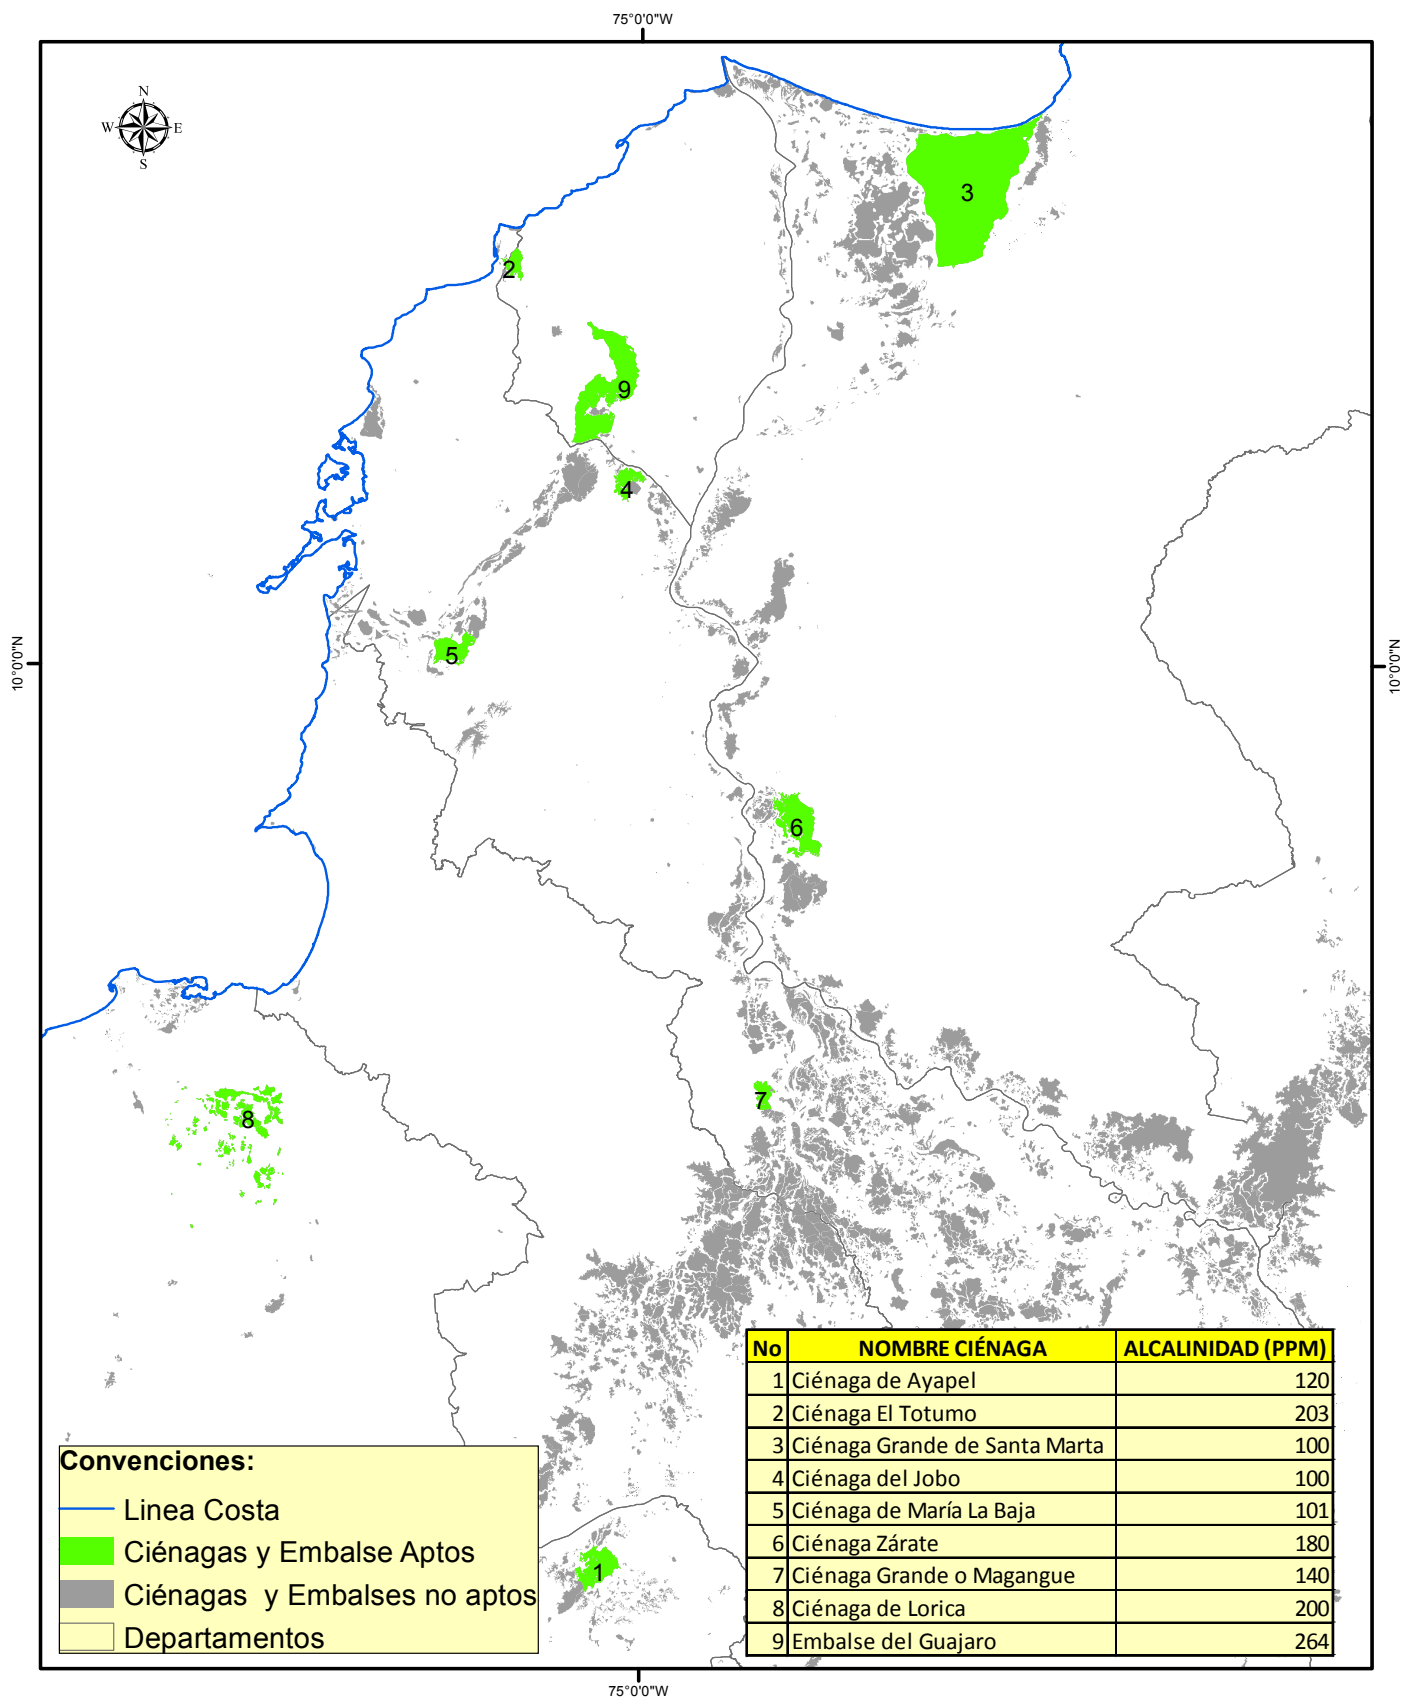 75°0'0"W
N
W
E
S
3
2
9
4
10°0'0"N
10°0'0"N
5
6
7
8
1
No NOMBRE CIÉNAGA ALCALINIDAD (PPM)
1 Ciénaga de Ayapel 120
2 Ciénaga El Totumo 203
3 Ciénaga Grande de Santa Marta 100
4 Ciénaga del Jobo 100
5 Ciénaga de María La Baja 101
6 Ciénaga Zárate 180
7 Ciénaga Grande o Magangue 140
8 Ciénaga de Lorica 200
9 Embalse del Guajaro 264
Convenciones:
Linea Costa
Ciénagas y Embalse Aptos
Ciénagas y Embalses no aptos
Departamentos
75°0'0"W